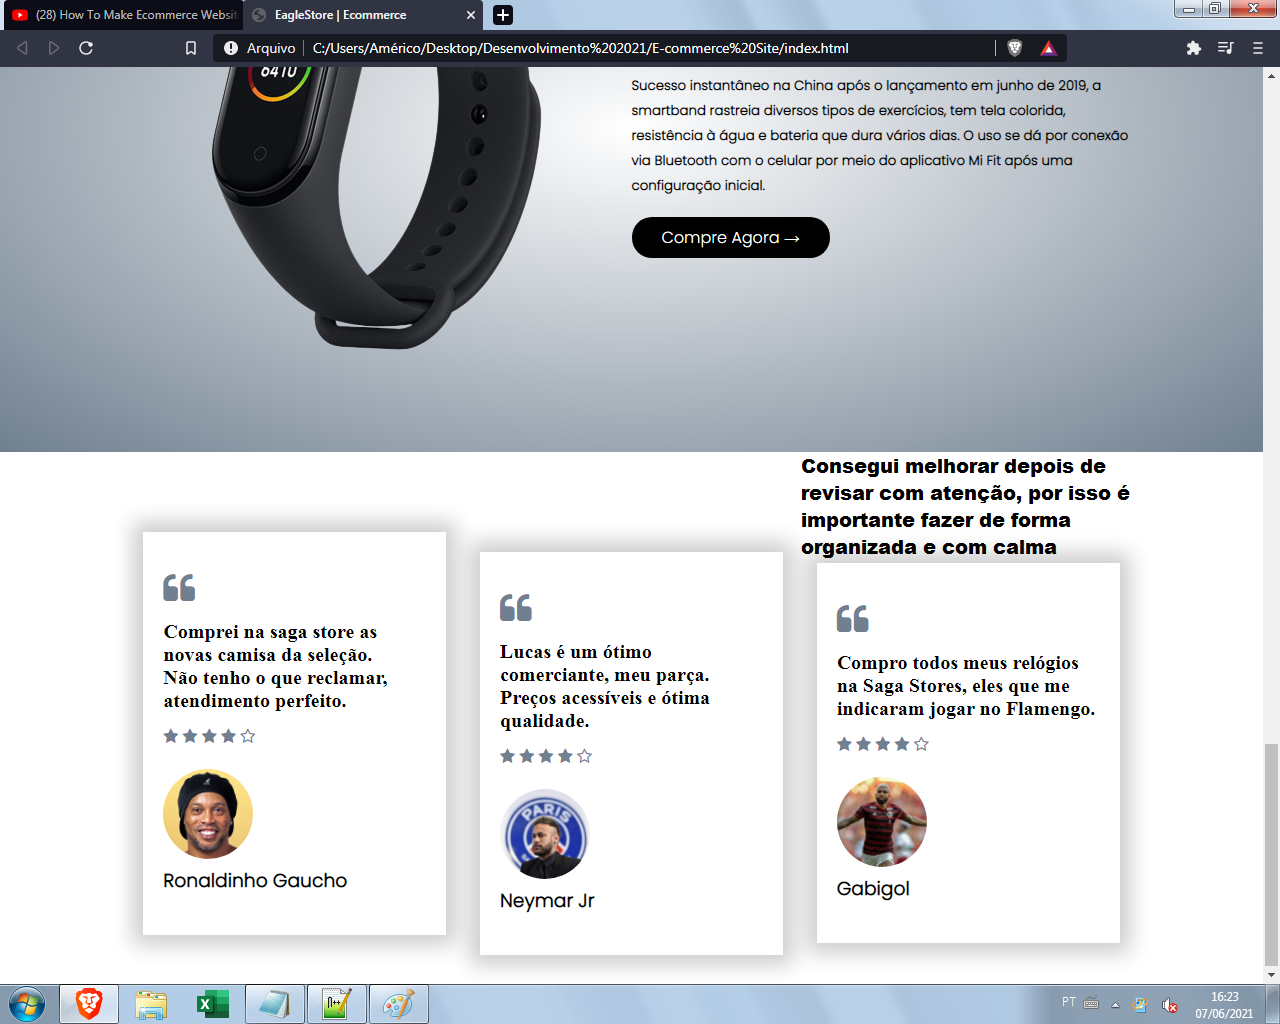 (28) How To Make Ecommerce Websit
EagleStore | Ecommerce
Arquivo
C:/Users/Américo/Desktop/Desenvolvimento%202021/E-commerce%20Site/index.html
6410
Sucesso instantâneo na China após o lançamento em junho de 2019, a
smartband rastreia diversos tipos de exercícios, tem tela colorida,
resistência à água e bateria que dura vários dias. O uso se dá por conexão
via Bluetooth com o celular por meio do aplicativo Mi Fit após uma
configuração inicial.
Compre Agora →
Consegui melhorar depois de
revisar com atenção, por isso é
importante fazer de forma
organizada e com calma
Comprei na saga store as
novas camisa da seleção.
Não tenho o que reclamar,
atendimento perfeito.
Ronaldinho Gaucho
Lucas é um ótimo
comerciante, meu parça.
Preços acessíveis e ótima
qualidade.
PARIS
Neymar Jr
Compro todos meus relógios
na Saga Stores, eles que me
indicaram jogar no Flamengo.
Gabigol
PT
16:23
07/06/2021